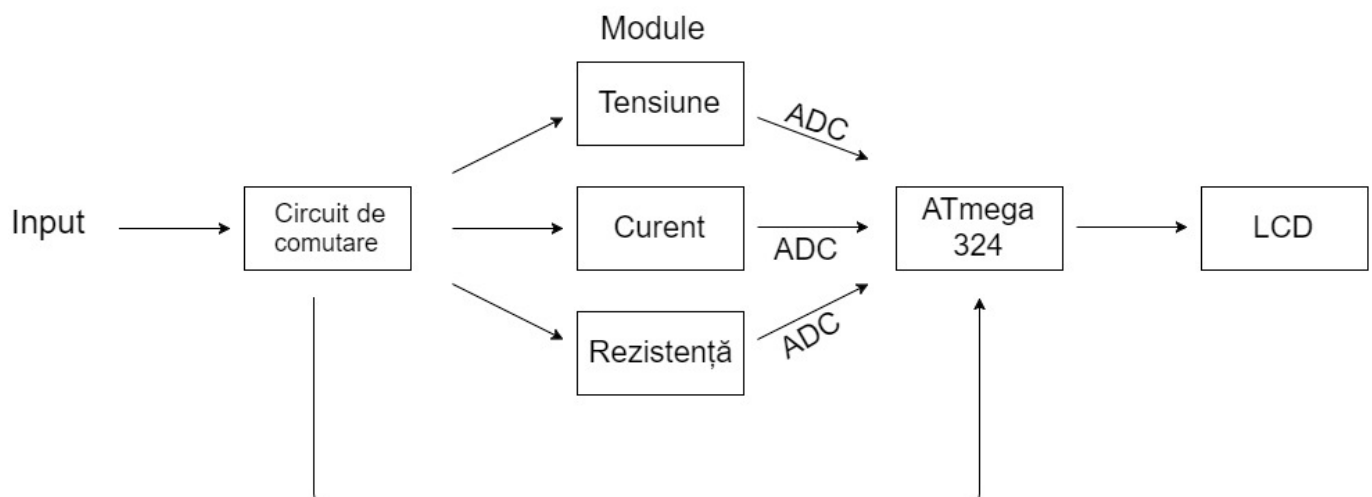 Module
Tensiune
ADC
Input
Circuit de
comutare
Curent
ADC
ATmega
324
LCD
Rezistență
ADC